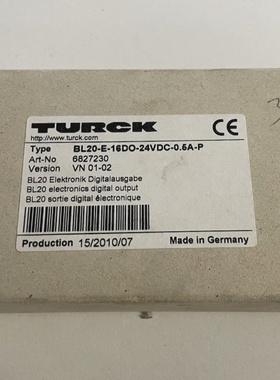 TURCK
http://www.turck.com
CE
Type BL20-E-16DO-24VDC-0.5A-P
Art-No 6827230
Version VN 01-02
BL20 Elektronik Digitalausgabe
BL20 electronics digital output
BL20 sortie digital électronique
Production 15/2010/07 Made in Germany